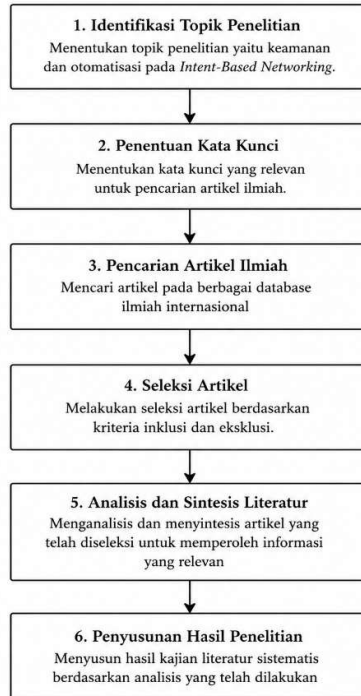 1. Identifikasi Topik Penelitian
Menentukan topik penelitian yaitu keamanan
dan otomatisasi pada Intent-Based Networking.
2. Penentuan Kata Kunci
Menentukan kata kunci yang relevan
untuk pencarian artikel ilmiah.
3. Pencarian Artikel Ilmiah
Mencari artikel pada berbagai database
ilmiah internasional
4. Seleksi Artikel
Melakukan seleksi artikel berdasarkan
kriteria inklusi dan eksklusi.
5. Analisis dan Sintesis Literatur
Menganalisis dan menyintesis artikel yang
telah diseleksi untuk memperoleh informasi
yang relevan
6. Penyusunan Hasil Penelitian
Menyusun hasil kajian literatur sistematis
berdasarkan analisis yang telah dilakukan